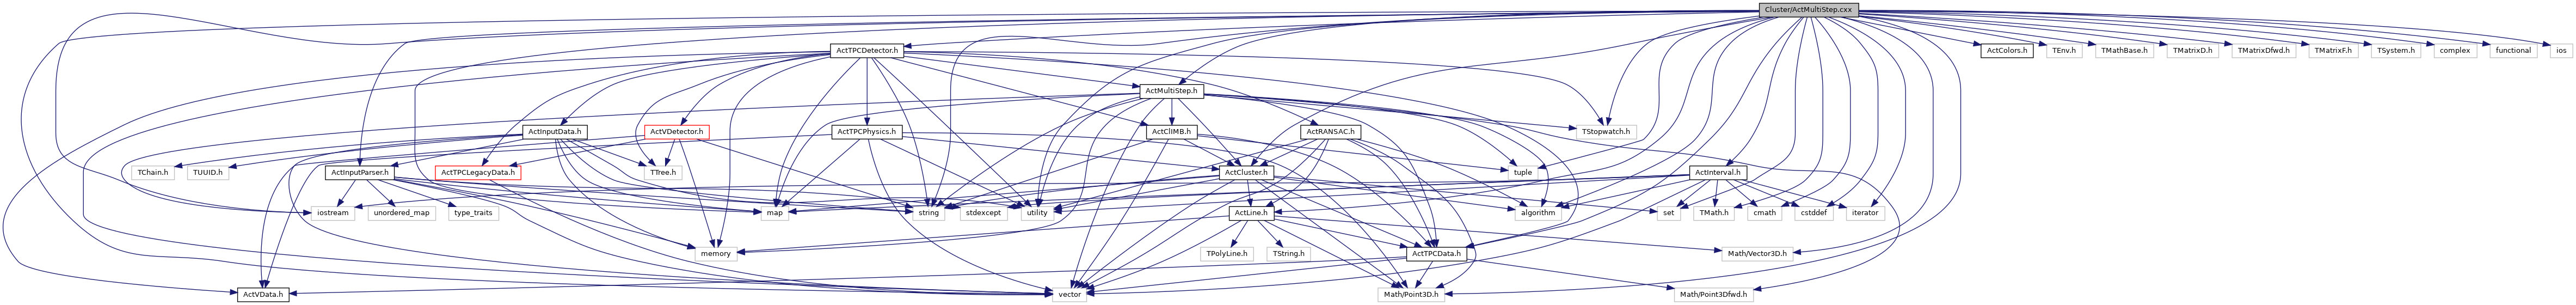 Cluster/ActMultiStep.cxx
ActTPCDetector.h
ActColors.h
TEnv.h
TMathBase.h
TMatrixD.h
TMatrixDfwd.h
TMatrixF.h
TSystem.h
complex
functional
ios
ActMultiStep.h
ActInputData.h
ActVDetector.h
ActTPCPhysics.h
ActClIMB.h
ActRANSAC.h
TStopwatch.h
TChain.h
TUUID.h
ActInputParser.h
ActTPCLegacyData.h
TTree.h
ActCluster.h
tuple
ActInterval.h
iostream
unordered_map
type_traits
map
string
stdexcept
utility
ActLine.h
algorithm
set
TMath.h
cmath
cstddef
iterator
memory
TPolyLine.h
TString.h
ActTPCData.h
Math/Vector3D.h
ActVData.h
vector
Math/Point3D.h
Math/Point3Dfwd.h